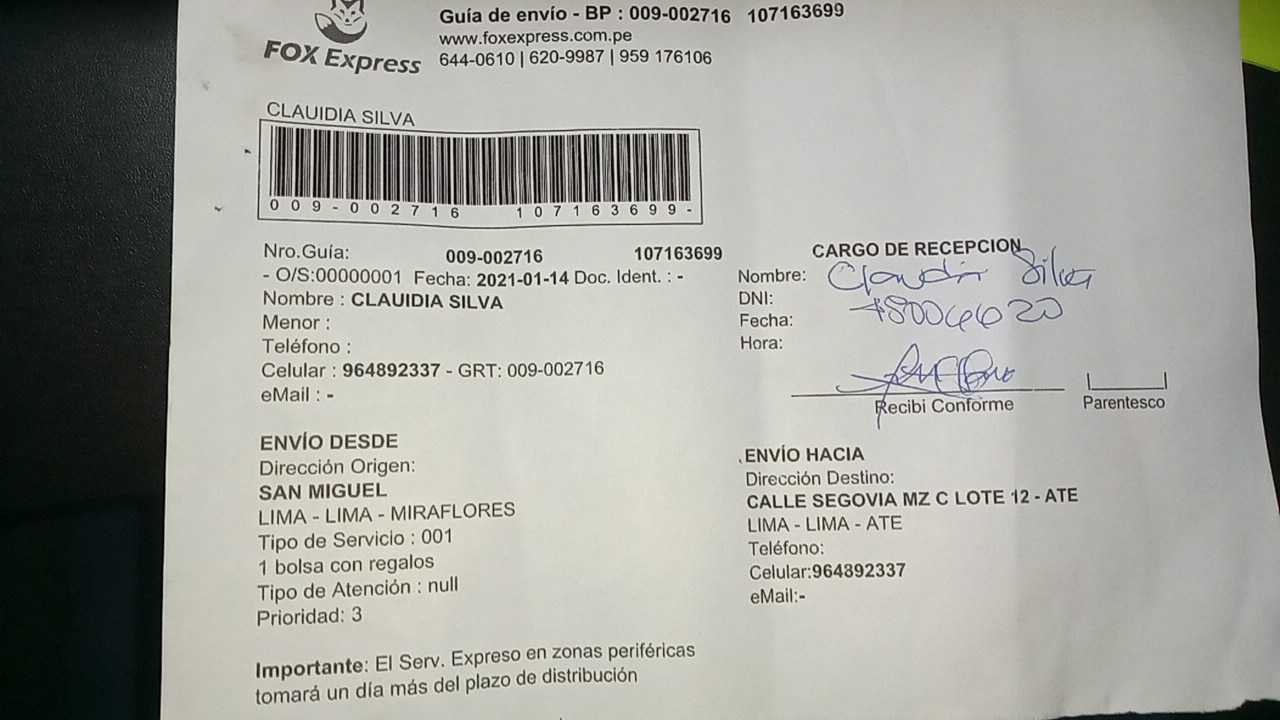 FOX Express
Guía de envío - BP : 009-002716 107163699
www.foxexpress.com.pe
644-0610 | 620-9987 | 959 176106
CLAUIDIA SILVA
009-002716 107163699-
Nro.Guía: 009-002716 107163699
- O/S:00000001 Fecha: 2021-01-14 Doc. Ident. : -
Nombre : CLAUIDIA SILVA
Menor :
Teléfono :
Celular : 964892337 - GRT: 009-002716
eMail : -
CARGO DE RECEPCION
Nombre: Claudia Silva
DNI:
Fecha:
Hora:
Recibi Conforme
Parentesco
ENVÍO DESDE
Dirección Origen:
SAN MIGUEL
LIMA - LIMA - MIRAFLORES
Tipo de Servicio : 001
1 bolsa con regalos
Tipo de Atención : null
Prioridad: 3
ENVÍO HACIA
Dirección Destino:
CALLE SEGOVIA MZ C LOTE 12 - ATE
LIMA - LIMA - ATE
Teléfono:
Celular:964892337
eMail:-
Importante: El Serv. Expreso en zonas periféricas
tomará un día más del plazo de distribución